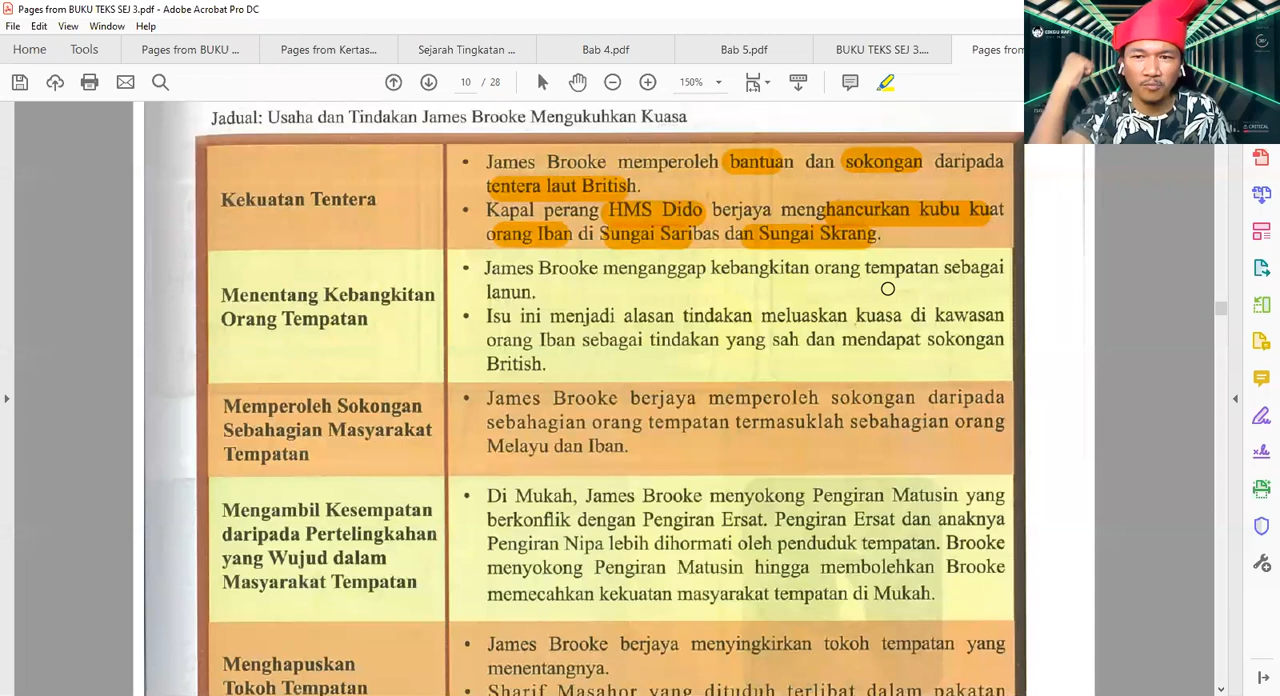 Pages from BUKU TEKS SEJ 3.pdf - Adobe Acrobat Pro DC
File Edit View Window Help
Home Tools Pages from BUKU ... Pages from Kertas... Sejarah Tingkatan ... Bab 4.pdf Bab 5.pdf BUKU TEKS SEJ 3.... Pages from
10 / 28 150%
Jadual: Usaha dan Tindakan James Brooke Mengukuhkan Kuasa
Kekuatan Tentera
• James Brooke memperoleh bantuan dan sokongan daripada
tentera laut British.
• Kapal perang HMS Dido berjaya menghancurkan kubu kuat
orang Iban di Sungai Saribas dan Sungai Skrang.
Menentang Kebangkitan
Orang Tempatan
• James Brooke menganggap kebangkitan orang tempatan sebagai
lanun.
• Isu ini menjadi alasan tindakan meluaskan kuasa di kawasan
orang Iban sebagai tindakan yang sah dan mendapat sokongan
British.
Memperoleh Sokongan
Sebahagian Masyarakat
Tempatan
• James Brooke berjaya memperoleh sokongan daripada
sebahagian orang tempatan termasuklah sebahagian orang
Melayu dan Iban.
Mengambil Kesempatan
daripada Pertelingkahan
yang Wujud dalam
Masyarakat Tempatan
• Di Mukah, James Brooke menyokong Pengiran Matusin yang
berkonflik dengan Pengiran Ersat. Pengiran Ersat dan anaknya
Pengiran Nipa lebih dihormati oleh penduduk tempatan. Brooke
menyokong Pengiran Matusin hingga membolehkan Brooke
memecahkan kekuatan masyarakat tempatan di Mukah.
Menghapuskan
Tokoh Tempatan
• James Brooke berjaya menyingkirkan tokoh tempatan yang
menentangnya.
• Sharif Masahor yang dituduh terlibat dalam pakatan